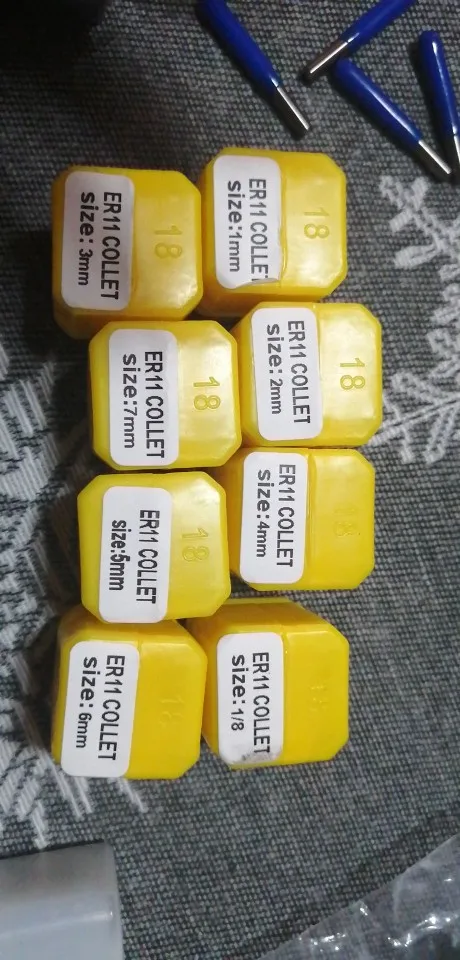 ER11 COLLET
size: 3mm
18
ER11 COLLET
size:1mm
18
ER11 COLLET
size:7mm
18
ER11 COLLET
size: 2mm
18
ER11 COLLET
size:5mm
18
ER11 COLLET
size:4mm
18
ER11 COLLET
size: 6mm
18
ER11 COLLET
size:1/8